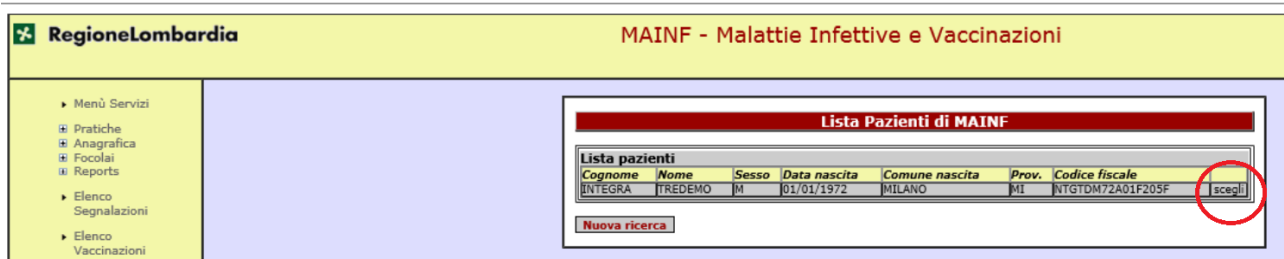 RegioneLombardia
MAINF - Malattie Infettive e Vaccinazioni
Menù Servizi
Pratiche
Anagrafica
Focolai
Reports
Elenco
Segnalazioni
Elenco
Vaccinazioni
Lista Pazienti di MAINF
Lista pazienti
Cognome Nome Sesso Data nascita Comune nascita Prov. Codice fiscale
INTEGRA TREDEMO M 01/01/1972 MILANO MI NTGTDM72A01F205F scegli
Nuova ricerca